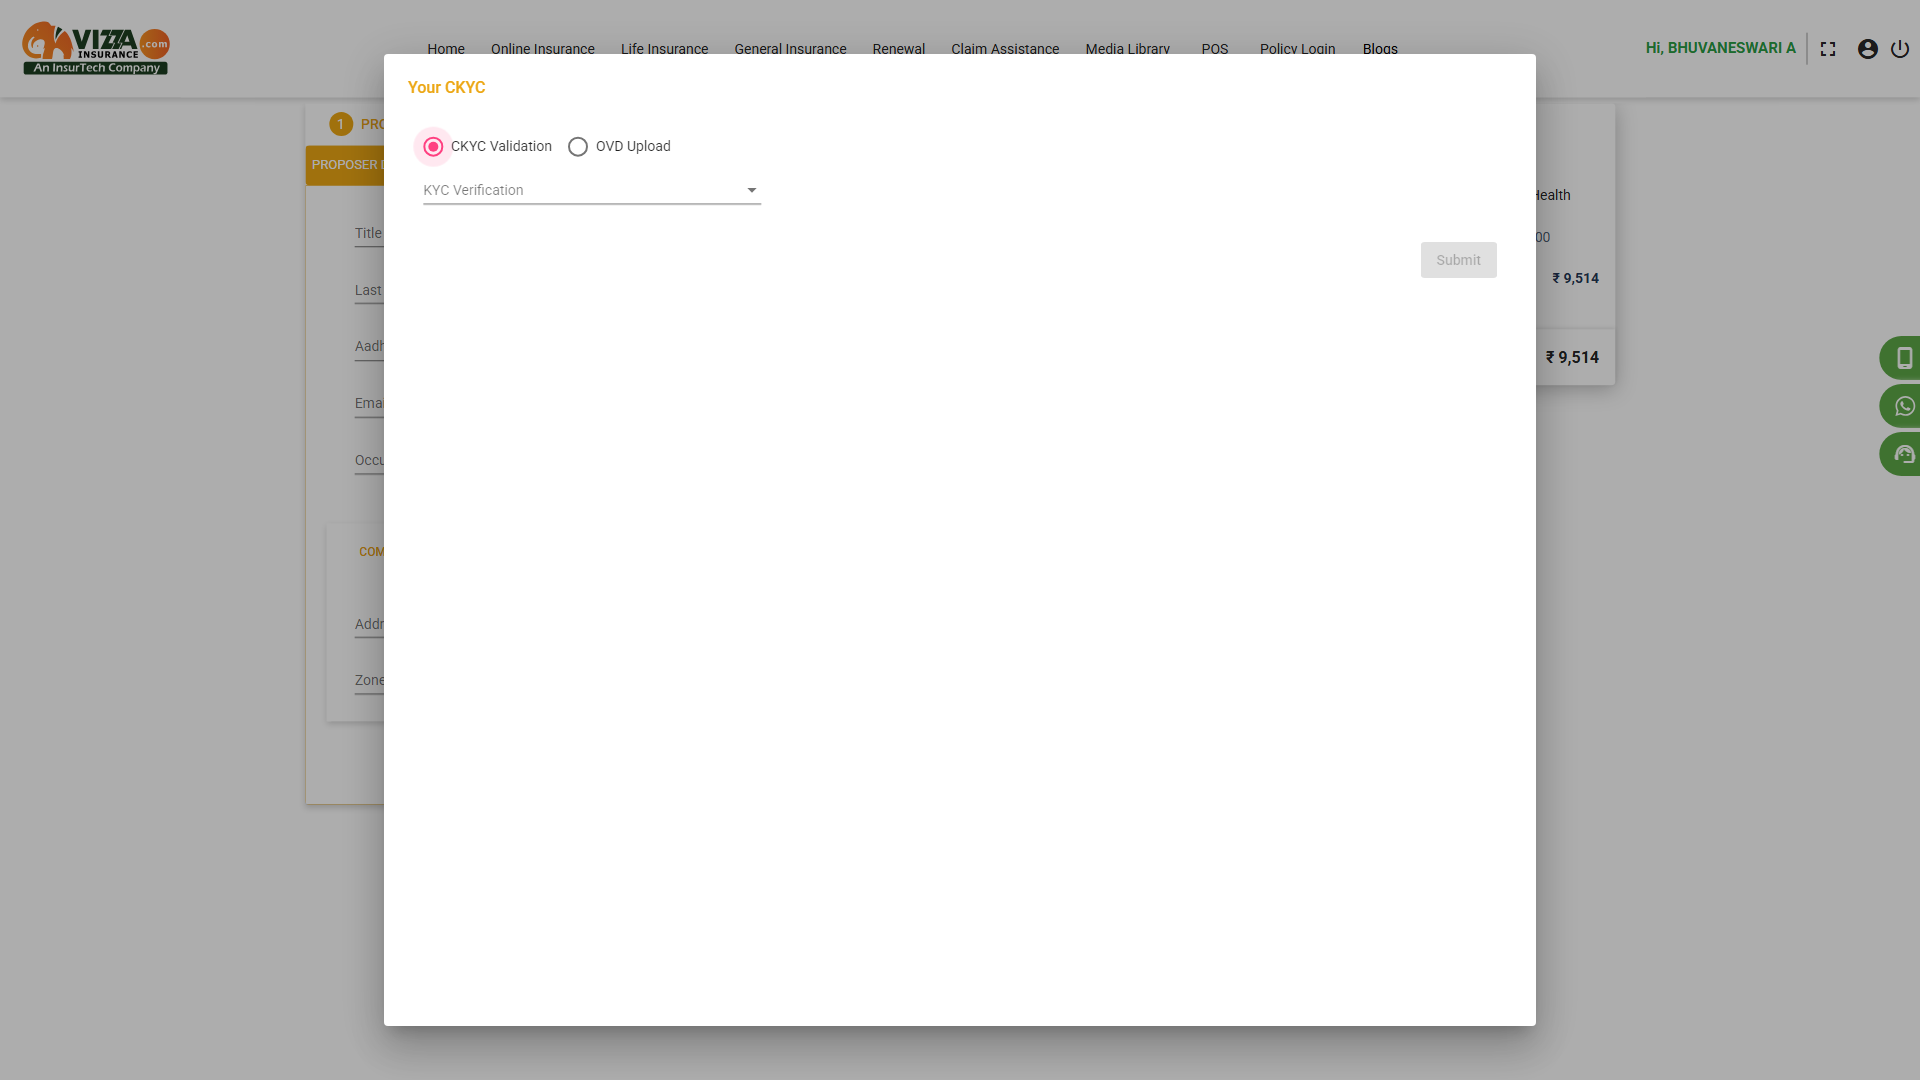 VIZZA .com
INSURANCE
An InsurTech Company
Home Online Insurance Life Insurance General Insurance Renewal Claim Assistance Media Library POS Policy Login Blogs
Hi, BHUVANESWARI A
Your CKYC
1 PRO
CKYC Validation OVD Upload
PROPOSER
KYC Verification
Health
Title
00
Submit
₹ 9,514
Last
Aadh
₹ 9,514
Emai
Occu
COM
Addr
Zone